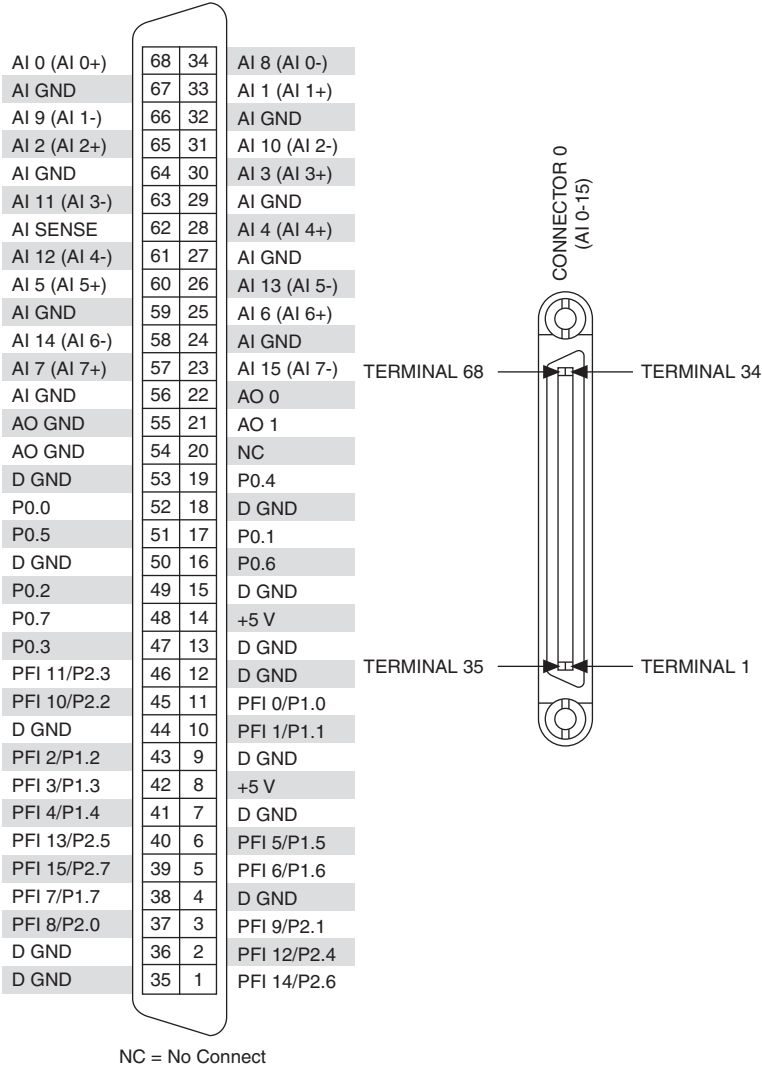 AI 0 (AI 0+) 68 34 AI 8 (AI 0-)
AI GND 67 33 AI 1 (AI 1+)
AI 9 (AI 1-) 66 32 AI GND
AI 2 (AI 2+) 65 31 AI 10 (AI 2-)
AI GND 64 30 AI 3 (AI 3+)
AI 11 (AI 3-) 63 29 AI GND
AI SENSE 62 28 AI 4 (AI 4+)
AI 12 (AI 4-) 61 27 AI GND
AI 5 (AI 5+) 60 26 AI 13 (AI 5-)
AI GND 59 25 AI 6 (AI 6+)
AI 14 (AI 6-) 58 24 AI GND
AI 7 (AI 7+) 57 23 AI 15 (AI 7-)
AI GND 56 22 AO 0
AO GND 55 21 AO 1
AO GND 54 20 NC
D GND 53 19 P0.4
P0.0 52 18 D GND
P0.5 51 17 P0.1
D GND 50 16 P0.6
P0.2 49 15 D GND
P0.7 48 14 +5 V
P0.3 47 13 D GND
PFI 11/P2.3 46 12 D GND
PFI 10/P2.2 45 11 PFI 0/P1.0
D GND 44 10 PFI 1/P1.1
PFI 2/P1.2 43 9 D GND
PFI 3/P1.3 42 8 +5 V
PFI 4/P1.4 41 7 D GND
PFI 13/P2.5 40 6 PFI 5/P1.5
PFI 15/P2.7 39 5 PFI 6/P1.6
PFI 7/P1.7 38 4 D GND
PFI 8/P2.0 37 3 PFI 9/P2.1
D GND 36 2 PFI 12/P2.4
D GND 35 1 PFI 14/P2.6
NC = No Connect
CONNECTOR 0
(AI 0-15)
TERMINAL 68 TERMINAL 34
TERMINAL 35 TERMINAL 1